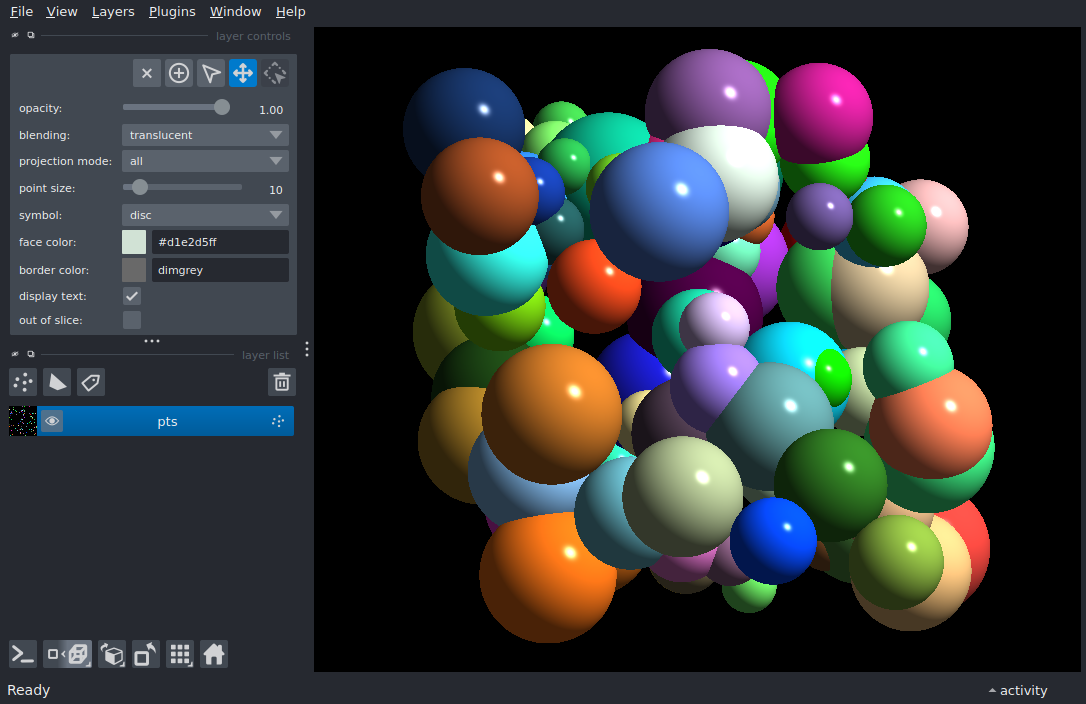 File View Layers Plugins Window Help
layer controls
opacity: 1.00
blending: translucent
projection mode: all
point size: 10
symbol: disc
face color: #d1e2d5ff
border color: dimgrey
display text:
out of slice:
layer list
pts
Ready activity